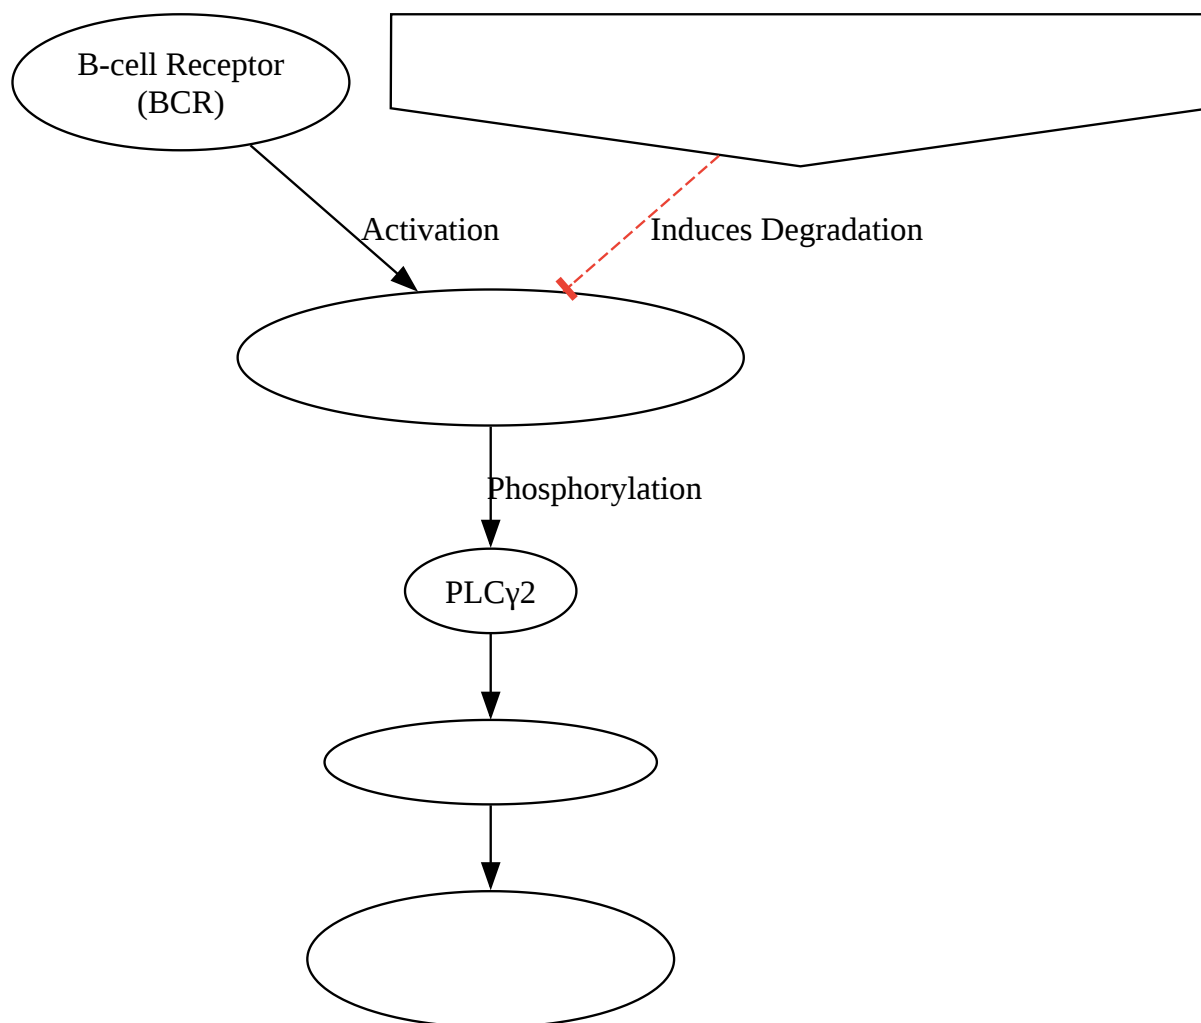 B-cell Receptor
(BCR)
Activation
Induces Degradation
Phosphorylation
PLCγ2